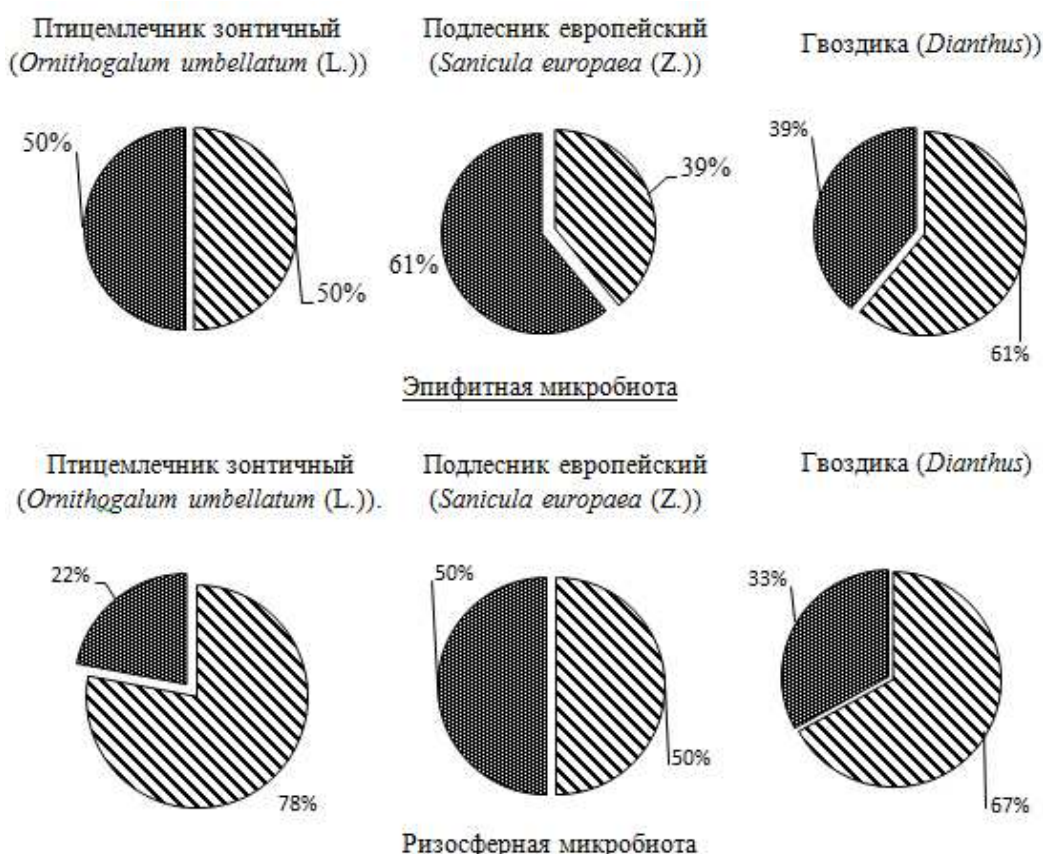 Птицемлечник зонтичный
(Ornithogalum umbellatum (L.))
Подлесник европейский
(Sanicula europaea (Z.))
Гвоздика (Dianthus))
50%
50%
61%
39%
39%
61%
Эпифитная микробиота
Птицемлечник зонтичный
(Ornithogalum umbellatum (L.)).
Подлесник европейский
(Sanicula europaea (Z.))
Гвоздика (Dianthus)
22%
78%
50%
50%
33%
67%
Ризосферная микробиота